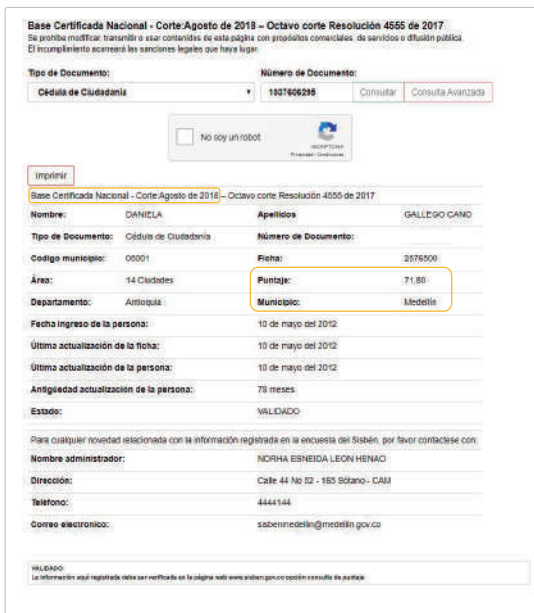 Base Certificada Nacional - Corte:Agosto de 2018 – Octavo corte Resolución 4555 de 2017
Se prohíbe modificar, transmitir o usar contenidos de esta página con propósitos comerciales, de servicios o difusión pública.
El incumplimiento acarreará las sanciones legales que haya lugar.
Tipo de Documento: Número de Documento:
Cédula de Ciudadanía 1037606295 Consultar Consulta Avanzada
No soy un robot
reCAPTCHA
Privacidad - Condiciones
Imprimir
Base Certificada Nacional - Corte:Agosto de 2018 – Octavo corte Resolución 4555 de 2017
Nombre: DANIELA Apellidos GALLEGO CANO
Tipo de Documento: Cédula de Ciudadanía Número de Documento:
Codigo municipio: 05001 Ficha: 2576500
Área: 14 Ciudades Puntaje: 71,80
Departamento: Antioquia Municipio: Medellín
Fecha ingreso de la persona: 10 de mayo del 2012
Última actualización de la ficha: 10 de mayo del 2012
Última actualización de la persona: 10 de mayo del 2012
Antigüedad actualización de la persona: 78 meses
Estado: VALIDADO
Para cualquier novedad relacionada con la información registrada en la encuesta del Sisbén, por favor contactese con:
Nombre administrador: NORHA ESNEIDA LEON HENAO
Dirección: Calle 44 No 52 - 165 Sótano - CAM
Teléfono: 4444144
Correo electronico: sisbenmedellin@medellin.gov.co
VALIDADO
La información aquí registrada debe ser verificada en la página web www.sisben.gov.co opción consulta de puntaje